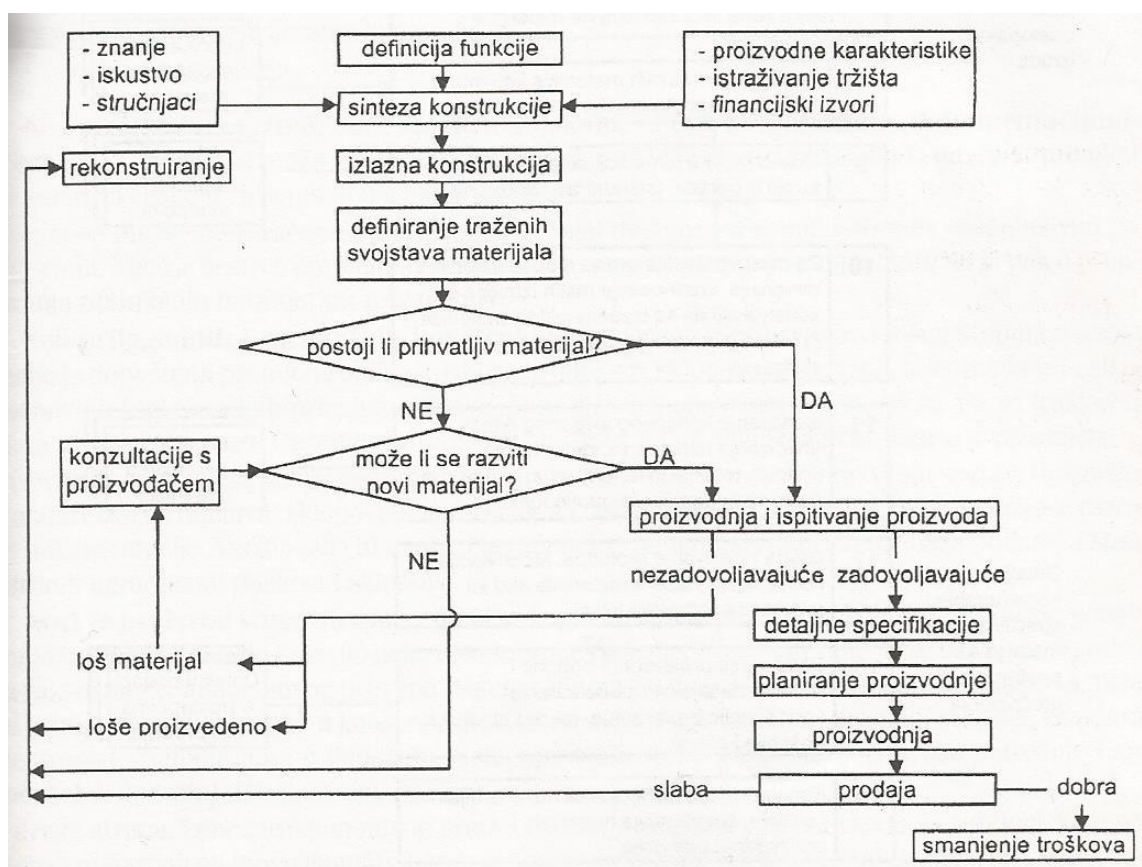 - znanje
- iskustvo
- stručnjaci
definicija funkcije
- proizvodne karakteristike
- istraživanje tržišta
- financijski izvori
sinteza konstrukcije
rekonstruiranje
izlazna konstrukcija
definiranje traženih
svojstava materijala
postoji li prihvatljiv materijal?
NE
DA
konzultacije s
proizvođačem
može li se razviti
novi materijal?
DA
proizvodnja i ispitivanje proizvoda
NE
nezadovoljavajuće
zadovoljavajuće
detaljne specifikacije
loš materijal
planiranje proizvodnje
loše proizvedeno
proizvodnja
slaba
prodaja
dobra
smanjenje troškova